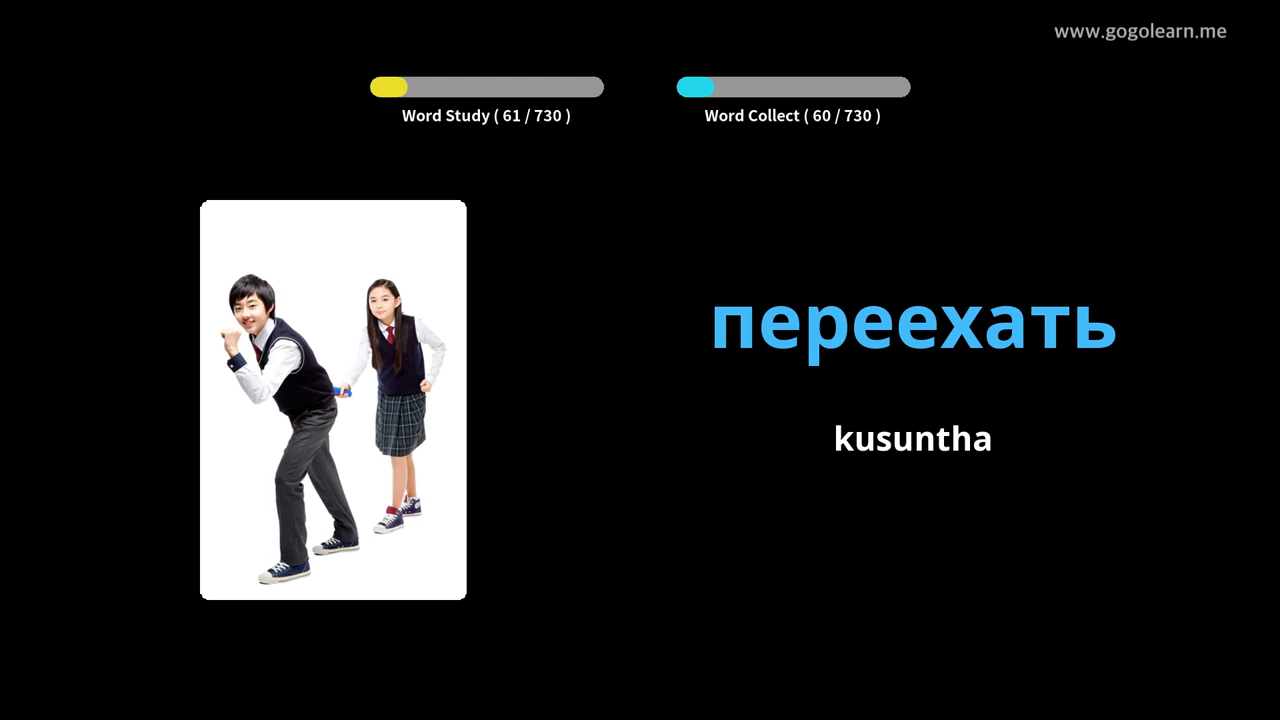 www.gogolearn.me
Word Study ( 61 / 730 )
Word Collect ( 60 / 730 )
переехать
kusuntha